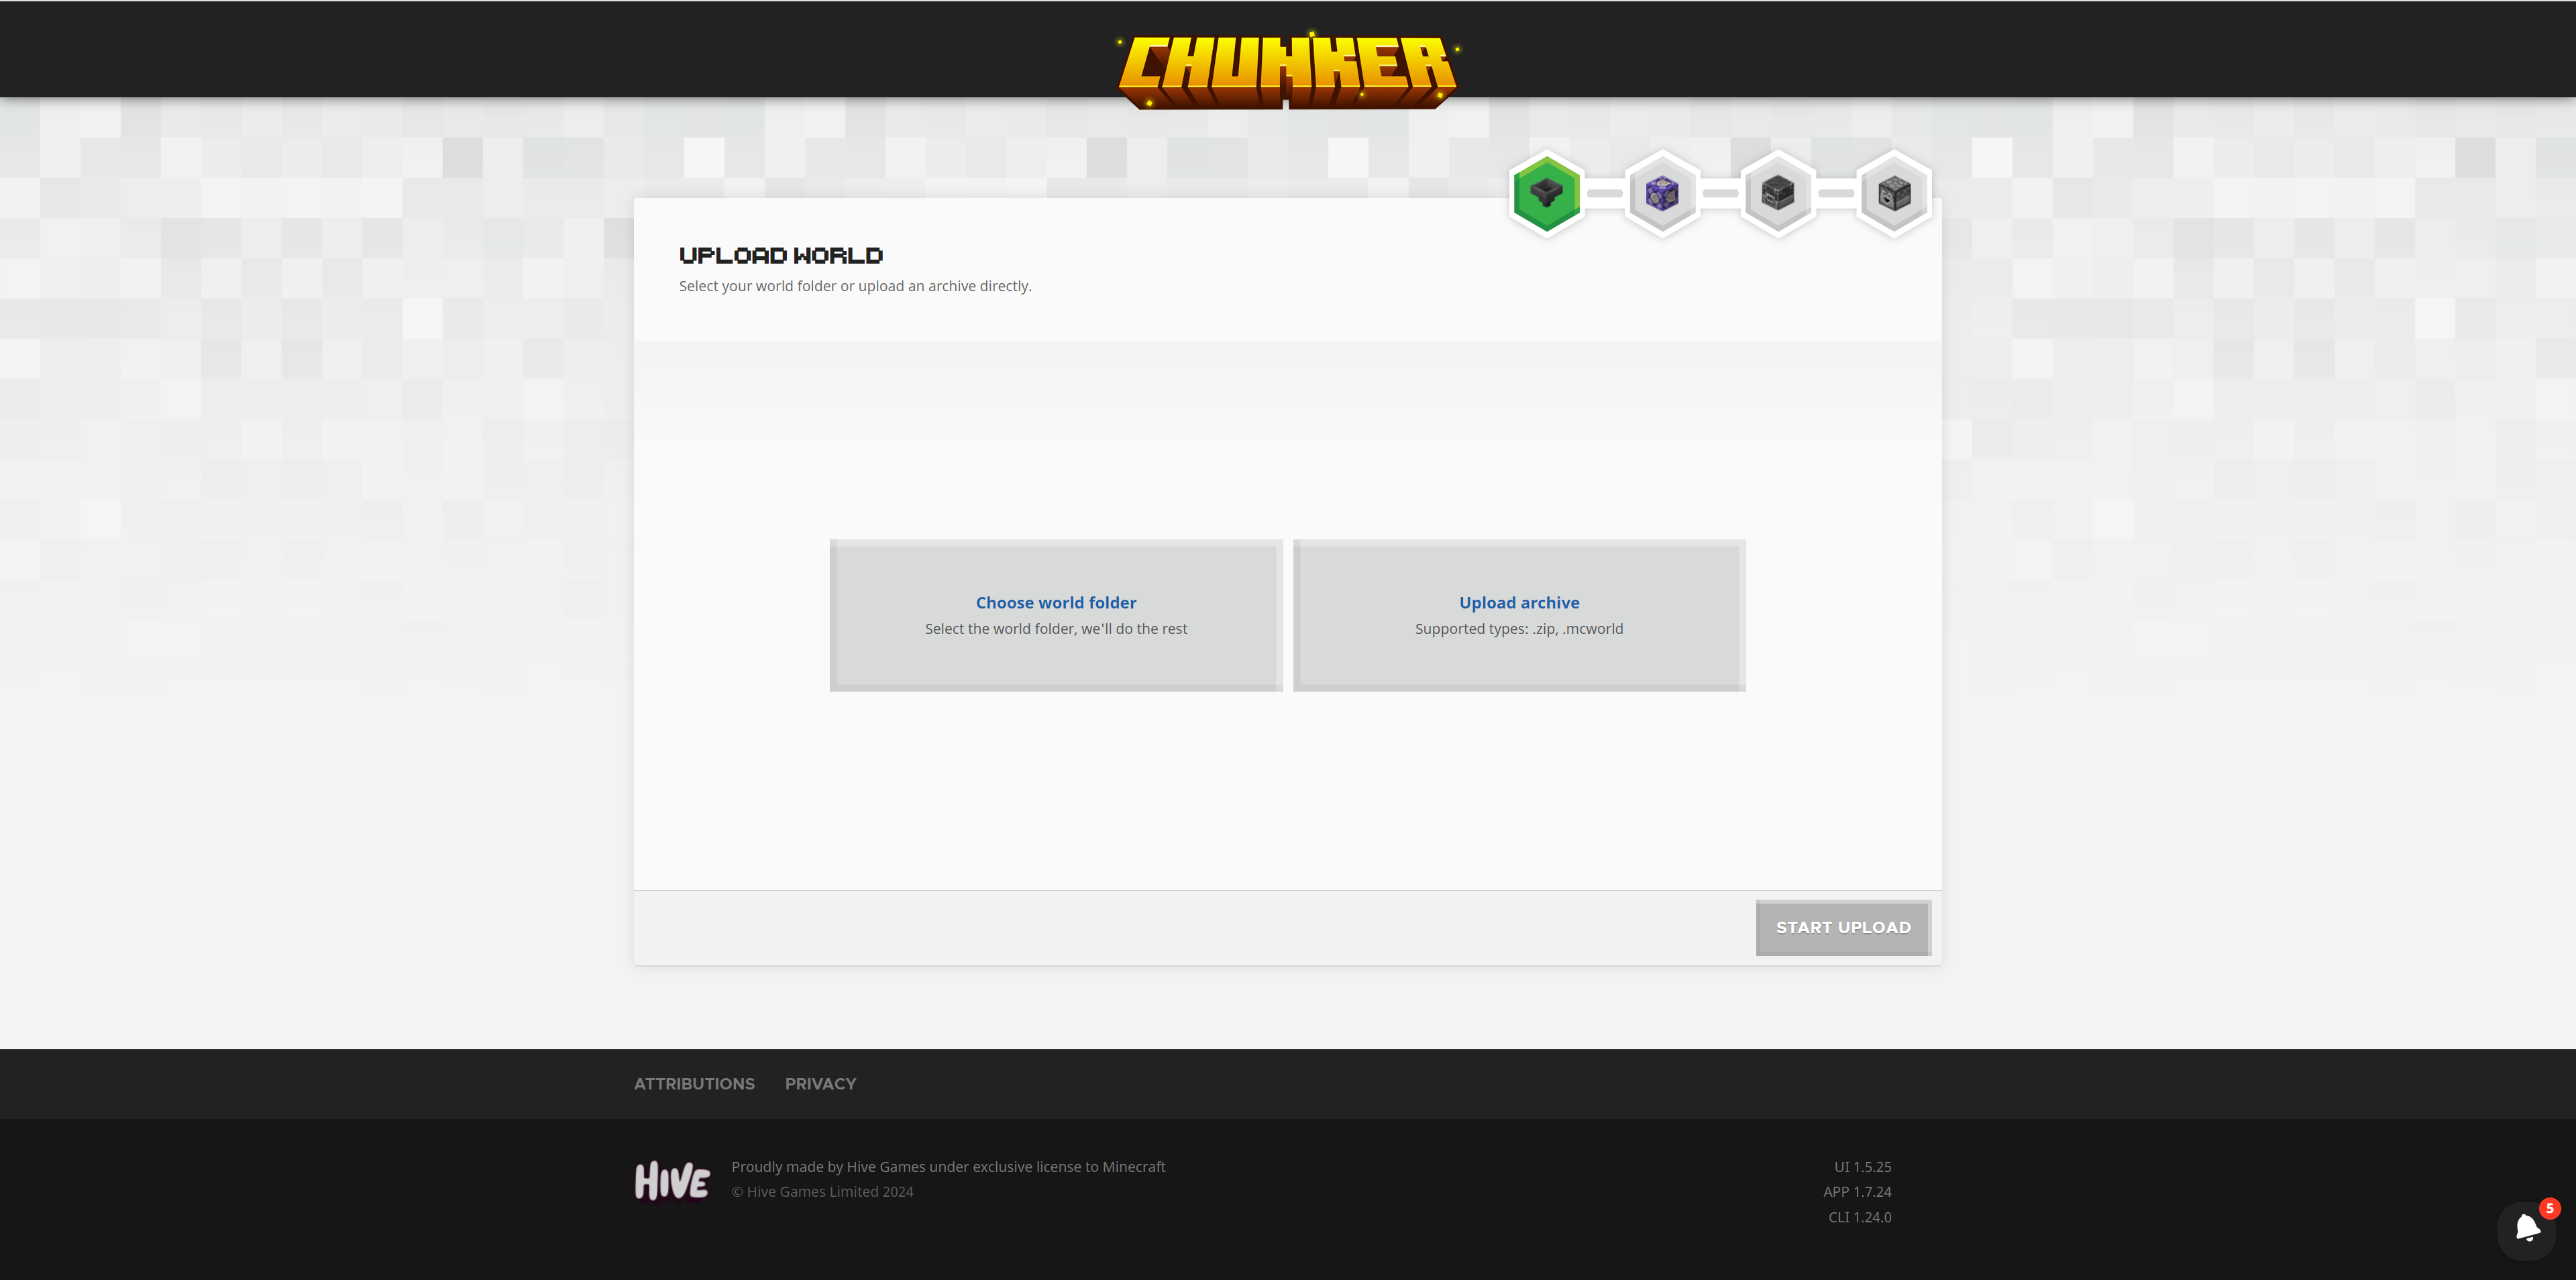 CHUNKER
UPLOAD WORLD
Select your world folder or upload an archive directly.
Choose world folder
Select the world folder, we'll do the rest
Upload archive
Supported types: .zip, .mcworld
START UPLOAD
ATTRIBUTIONS PRIVACY
HIVE
Proudly made by Hive Games under exclusive license to Minecraft
© Hive Games Limited 2024
UI 1.5.25
APP 1.7.24
CLI 1.24.0
5